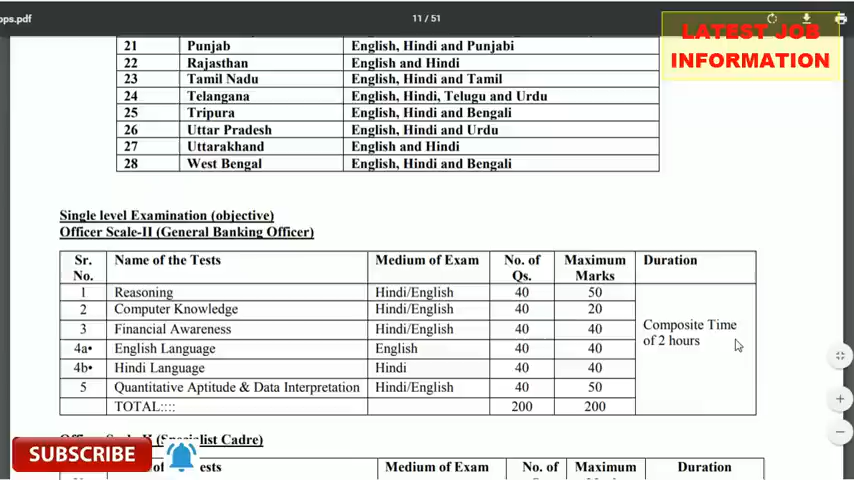 ops.pdf
11 / 51
LATEST JOB
INFORMATION
21 Punjab English, Hindi and Punjabi
22 Rajasthan English and Hindi
23 Tamil Nadu English, Hindi and Tamil
24 Telangana English, Hindi, Telugu and Urdu
25 Tripura English, Hindi and Bengali
26 Uttar Pradesh English, Hindi and Urdu
27 Uttarakhand English and Hindi
28 West Bengal English, Hindi and Bengali
Single level Examination (objective)
Officer Scale-II (General Banking Officer)
Sr. No. Name of the Tests Medium of Exam No. of Qs. Maximum Marks Duration
1 Reasoning Hindi/English 40 50
2 Computer Knowledge Hindi/English 40 20
3 Financial Awareness Hindi/English 40 40
Composite Time
of 2 hours
4a• English Language English 40 40
4b• Hindi Language Hindi 40 40
5 Quantitative Aptitude & Data Interpretation Hindi/English 40 50
TOTAL:::: 200 200
(Specialist Cadre)
SUBSCRIBE
of the Tests Medium of Exam No. of Maximum Duration